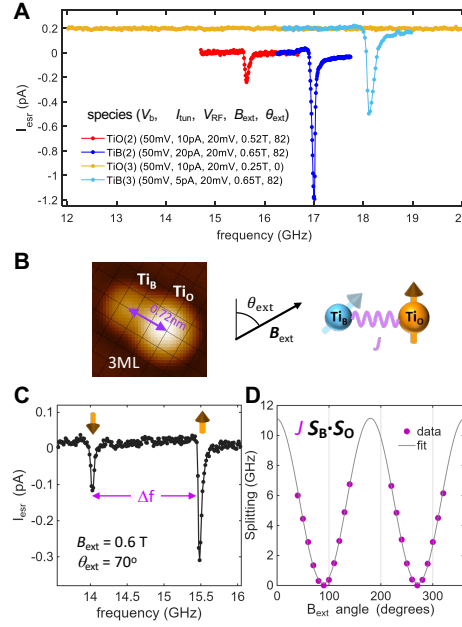 A
0.2
0
-0.2
-0.4
-0.6
-0.8
-1
-1.2
I_esr (pA)
species (V_b, I_tun, V_RF, B_ext, θ_ext)
TiO(2) (50mV, 10pA, 20mV, 0.52T, 82)
TiB(2) (50mV, 20pA, 20mV, 0.65T, 82)
TiO(3) (50mV, 10pA, 20mV, 0.25T, 0)
TiB(3) (50mV, 5pA, 20mV, 0.65T, 82)
12 13 14 15 16 17 18 19 20 21
frequency (GHz)
B
Ti_B Ti_O
0.72nm
3ML
θ_ext
B_ext
Ti_B Ti_O
J
C
0.1
0
-0.1
-0.2
-0.3
I_esr (pA)
Δf
B_ext = 0.6 T
θ_ext = 70º
14 14.5 15 15.5 16
frequency (GHz)
D
12
10
8
6
4
2
0
Splitting (GHz)
J S_B·S_O
data
fit
0 100 200 300
B_ext angle (degrees)